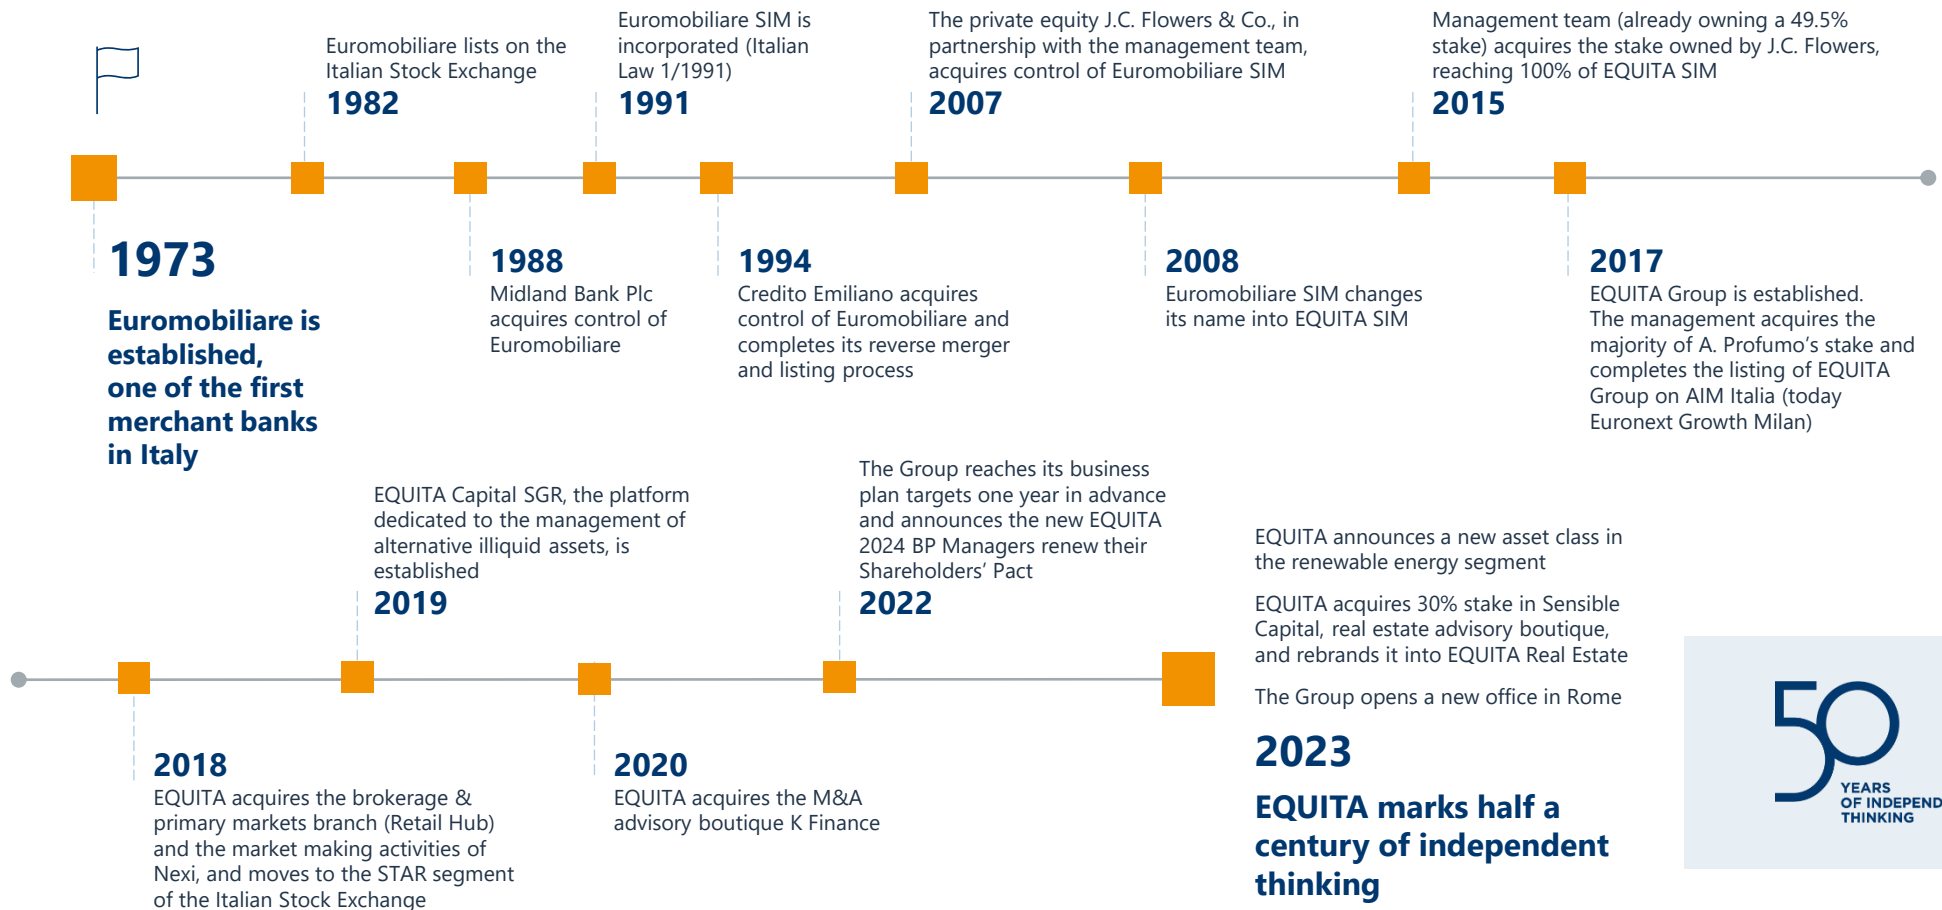 Euromobiliare lists on the
Italian Stock Exchange
1982
Euromobiliare SIM is
incorporated (Italian
Law 1/1991)
1991
The private equity J.C. Flowers & Co., in
partnership with the management team,
acquires control of Euromobiliare SIM
2007
Management team (already owning a 49.5%
stake) acquires the stake owned by J.C. Flowers,
reaching 100% of EQUITA SIM
2015
1973
Euromobiliare is
established,
one of the first
merchant banks
in Italy
1988
Midland Bank Plc
acquires control of
Euromobiliare
1994
Credito Emiliano acquires
control of Euromobiliare and
completes its reverse merger
and listing process
2008
Euromobiliare SIM changes
its name into EQUITA SIM
2017
EQUITA Group is established.
The management acquires the
majority of A. Profumo’s stake and
completes the listing of EQUITA
Group on AIM Italia (today
Euronext Growth Milan)
EQUITA Capital SGR, the platform
dedicated to the management of
alternative illiquid assets, is
established
2019
The Group reaches its business
plan targets one year in advance
and announces the new EQUITA
2024 BP Managers renew their
Shareholders’ Pact
2022
EQUITA announces a new asset class in
the renewable energy segment
EQUITA acquires 30% stake in Sensible
Capital, real estate advisory boutique,
and rebrands it into EQUITA Real Estate
The Group opens a new office in Rome
2023
EQUITA marks half a
century of independent
thinking
2018
EQUITA acquires the brokerage &
primary markets branch (Retail Hub)
and the market making activities of
Nexi, and moves to the STAR segment
of the Italian Stock Exchange
2020
EQUITA acquires the M&A
advisory boutique K Finance
50
YEARS
OF INDEPEND
THINKING